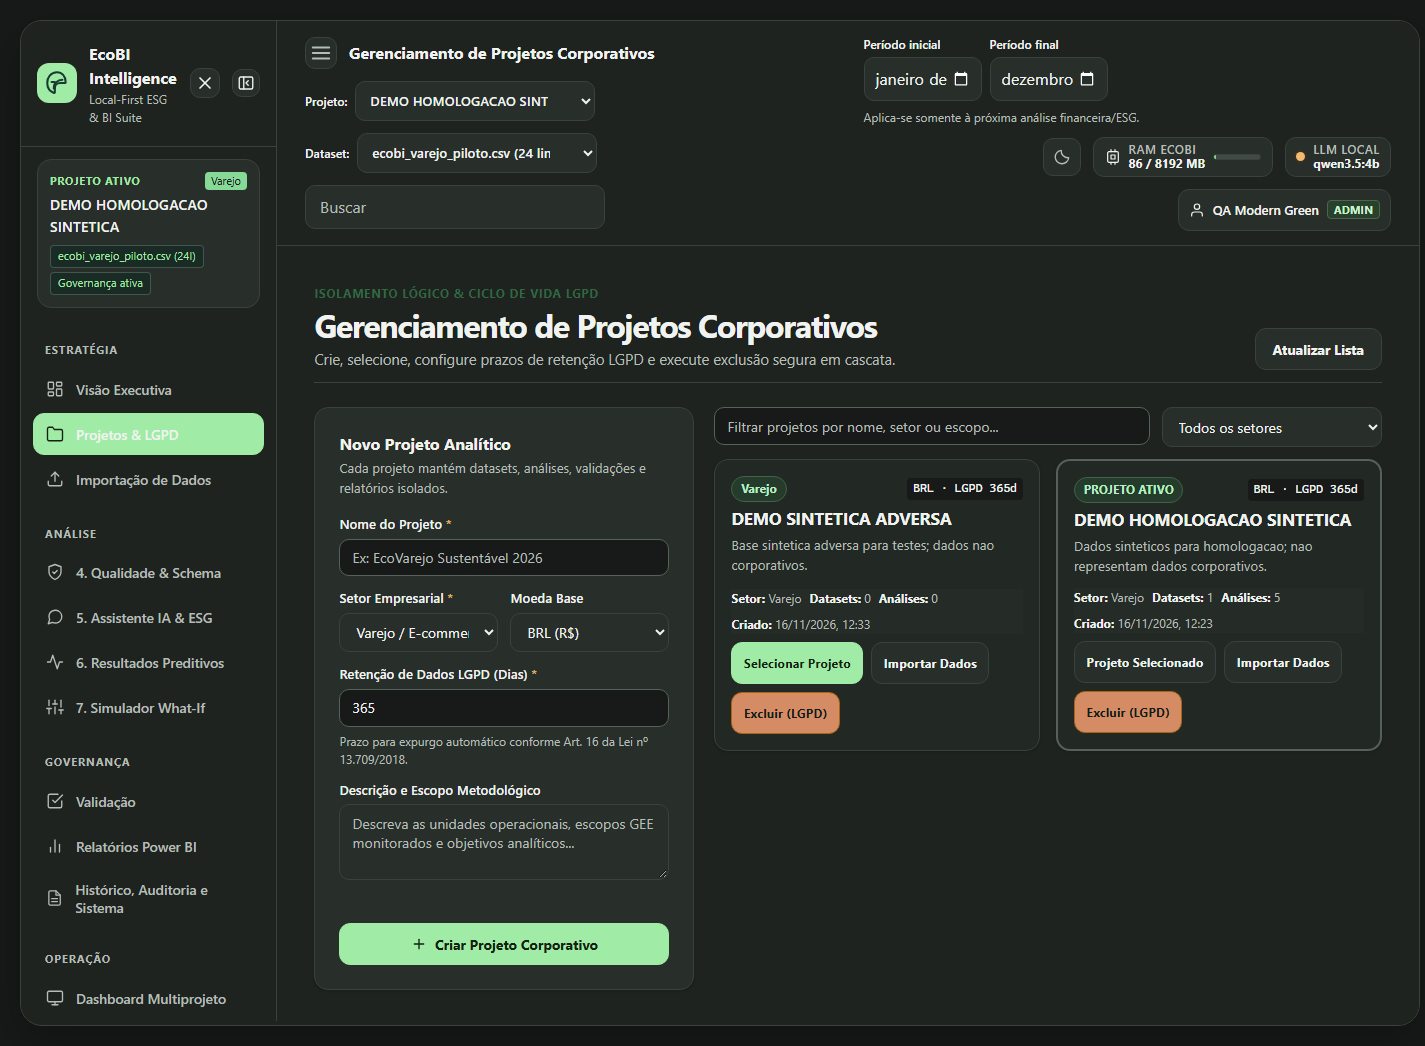 EcoBI
Intelligence
Local-First ESG
& BI Suite
PROJETO ATIVO
Varejo
DEMO HOMOLOGACAO
SINTETICA
ecobi_varejo_piloto.csv (24l)
Governança ativa
ESTRATÉGIA
Visão Executiva
Projetos & LGPD
Importação de Dados
ANÁLISE
4. Qualidade & Schema
5. Assistente IA & ESG
6. Resultados Preditivos
7. Simulador What-If
GOVERNANÇA
Validação
Relatórios Power BI
Histórico, Auditoria e
Sistema
OPERAÇÃO
Dashboard Multiprojeto
Gerenciamento de Projetos Corporativos
Projeto: DEMO HOMOLOGACAO SINT
Dataset: ecobi_varejo_piloto.csv (24 lin
Buscar
Período inicial
Período final
janeiro de
dezembro
Aplica-se somente à próxima análise financeira/ESG.
RAM ECOBI
86 / 8192 MB
LLM LOCAL
qwen3.5:4b
QA Modern Green ADMIN
ISOLAMENTO LÓGICO & CICLO DE VIDA LGPD
Gerenciamento de Projetos Corporativos
Crie, selecione, configure prazos de retenção LGPD e execute exclusão segura em cascata.
Atualizar Lista
Novo Projeto Analítico
Cada projeto mantém datasets, análises, validações e
relatórios isolados.
Nome do Projeto *
Ex: EcoVarejo Sustentável 2026
Setor Empresarial *
Moeda Base
Varejo / E-comme
BRL (R$)
Retenção de Dados LGPD (Dias) *
365
Prazo para expurgo automático conforme Art. 16 da Lei nº
13.709/2018.
Descrição e Escopo Metodológico
Descreva as unidades operacionais, escopos GEE
monitorados e objetivos analíticos...
+ Criar Projeto Corporativo
Filtrar projetos por nome, setor ou escopo...
Todos os setores
Varejo
BRL · LGPD 365d
DEMO SINTETICA ADVERSA
Base sintetica adversa para testes; dados nao
corporativos.
Setor: Varejo Datasets: 0 Análises: 0
Criado: 16/11/2026, 12:33
Selecionar Projeto
Importar Dados
Excluir (LGPD)
PROJETO ATIVO
BRL · LGPD 365d
DEMO HOMOLOGACAO SINTETICA
Dados sinteticos para homologacao; nao
representam dados corporativos.
Setor: Varejo Datasets: 1 Análises: 5
Criado: 16/11/2026, 12:23
Projeto Selecionado
Importar Dados
Excluir (LGPD)